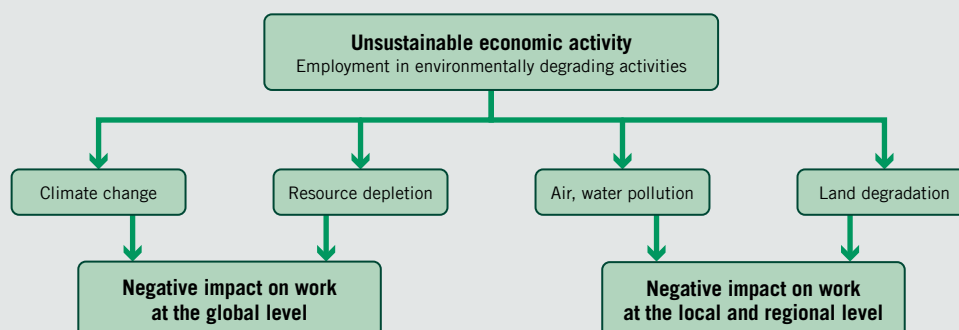 Unsustainable economic activity
Employment in environmentally degrading activities
Climate change
Resource depletion
Air, water pollution
Land degradation
Negative impact on work
at the global level
Negative impact on work
at the local and regional level